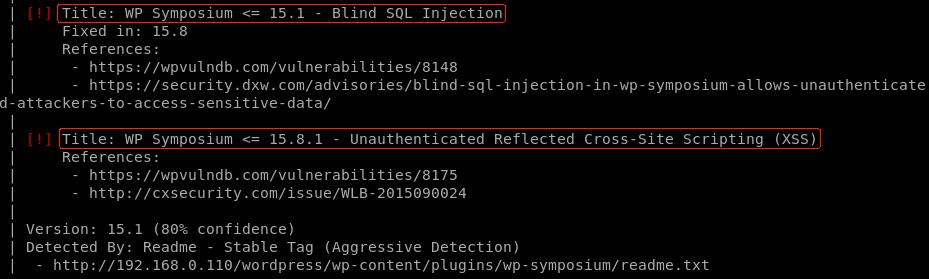 | [!] Title: WP Symposium <= 15.1 - Blind SQL Injection
|     Fixed in: 15.8
|     References:
|      - https://wpvulndb.com/vulnerabilities/8148
|      - https://security.dxw.com/advisories/blind-sql-injection-in-wp-symposium-allows-unauthenticate
d-attackers-to-access-sensitive-data/
|
| [!] Title: WP Symposium <= 15.8.1 - Unauthenticated Reflected Cross-Site Scripting (XSS)
|     References:
|      - https://wpvulndb.com/vulnerabilities/8175
|      - http://cxsecurity.com/issue/WLB-2015090024
|
| Version: 15.1 (80% confidence)
| Detected By: Readme - Stable Tag (Aggressive Detection)
|  - http://192.168.0.110/wordpress/wp-content/plugins/wp-symposium/readme.txt